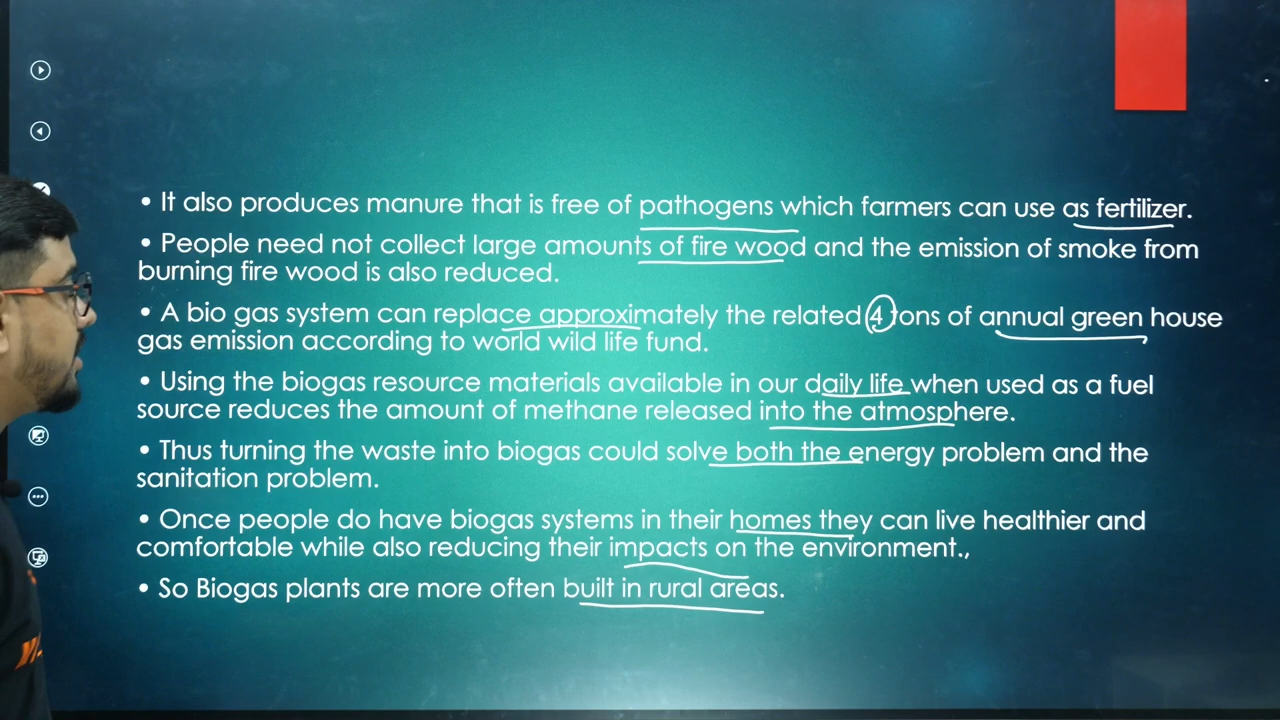 • It also produces manure that is free of pathogens which farmers can use as fertilizer.
• People need not collect large amounts of fire wood and the emission of smoke from
burning fire wood is also reduced.
• A bio gas system can replace approximately the related 4 tons of annual green house
gas emission according to world wild life fund.
• Using the biogas resource materials available in our daily life when used as a fuel
source reduces the amount of methane released into the atmosphere.
• Thus turning the waste into biogas could solve both the energy problem and the
sanitation problem.
• Once people do have biogas systems in their homes they can live healthier and
comfortable while also reducing their impacts on the environment.,
• So Biogas plants are more often built in rural areas.